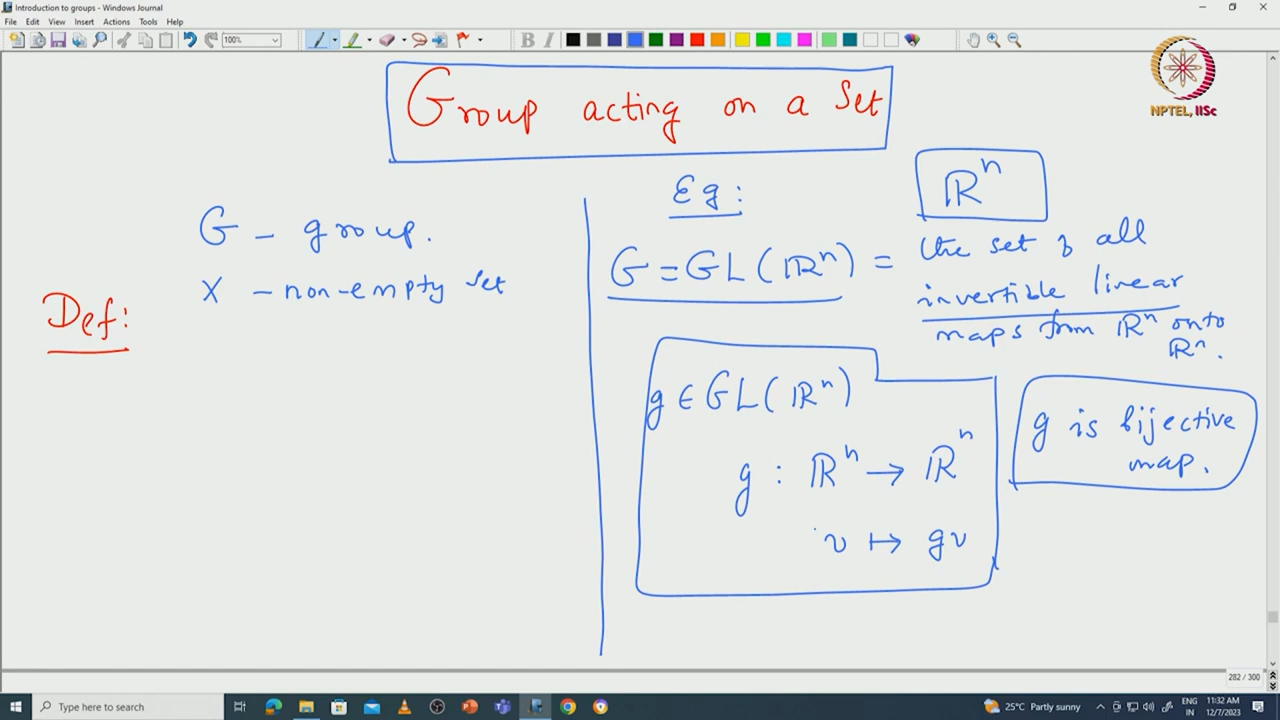 Introduction to groups - Windows Journal
File Edit View Insert Actions Tools Help
100%
B I
NPTEL, IISc
Group acting on a Set
G - group.
X - non-empty set
Def:
Eg:
ℝⁿ
G = GL(ℝⁿ) = the set of all
invertible linear
maps from ℝⁿ onto
ℝⁿ.
g ∈ GL(ℝⁿ)
g : ℝⁿ → ℝⁿ
v ↦ gv
g is bijective
map.
282 / 300
Type here to search
25°C Partly sunny
ENG
IN
11:32 AM
12/7/2023